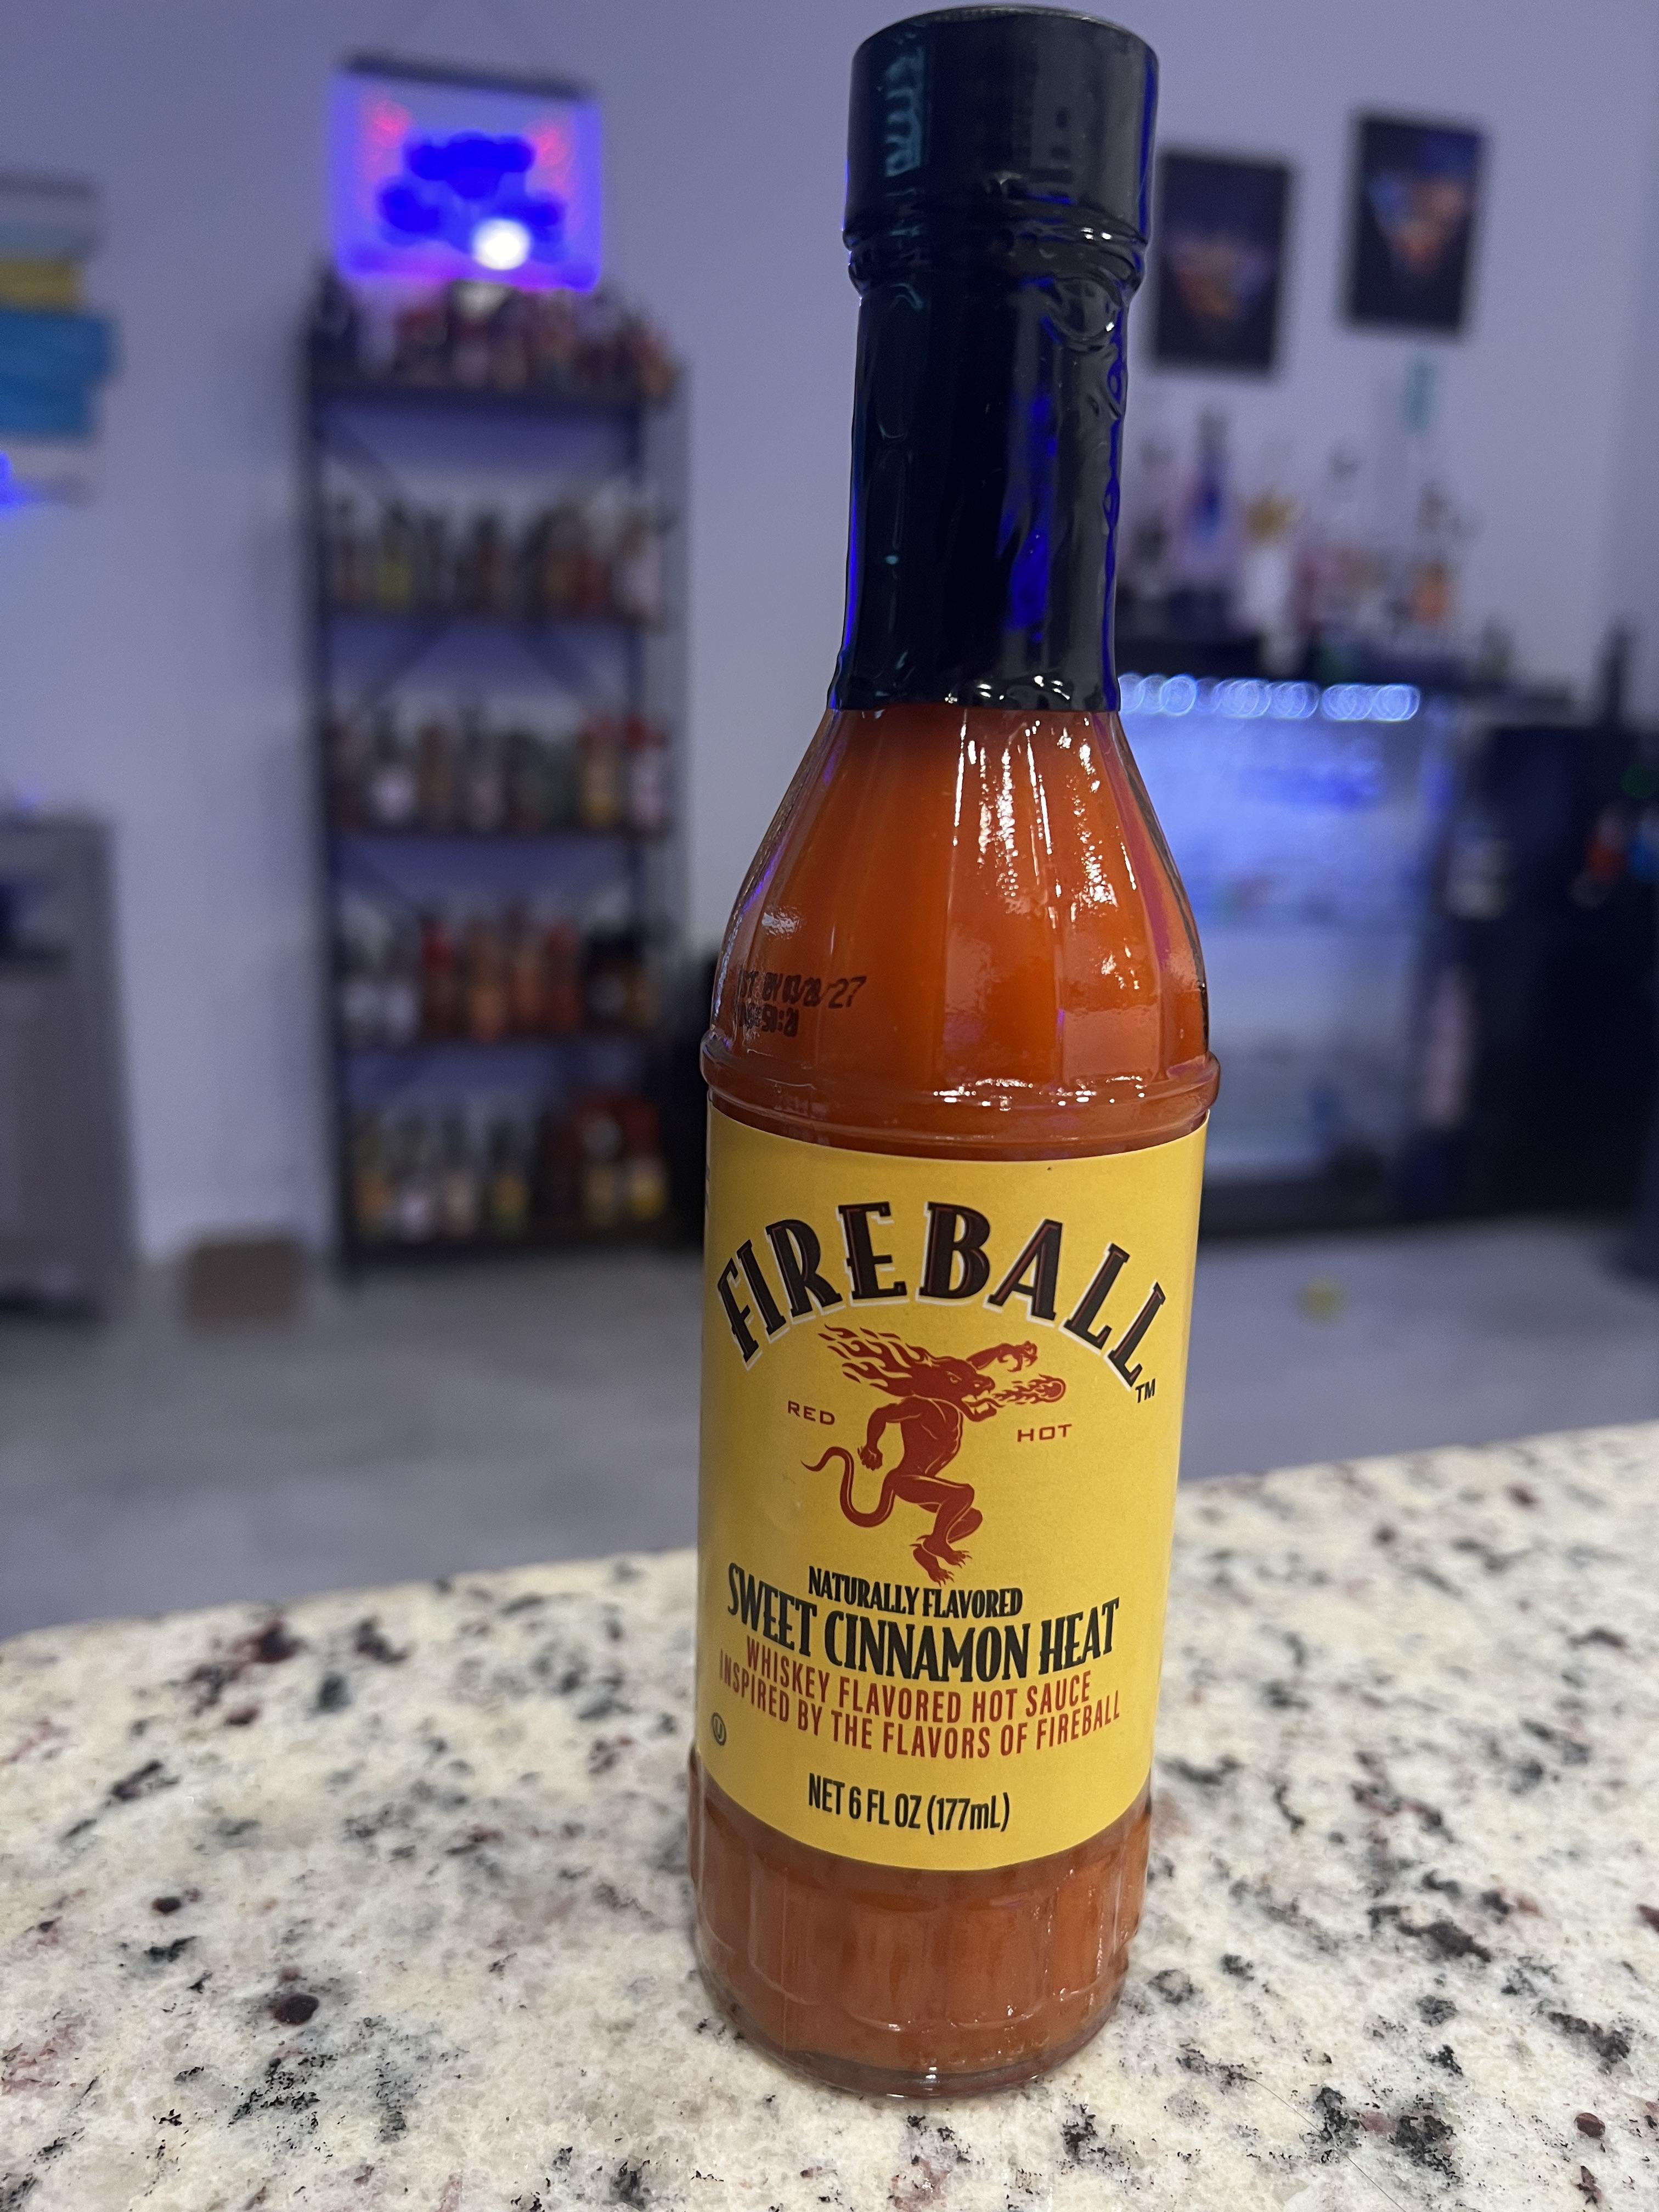 FIREBALL™
RED HOT
NATURALLY FLAVORED
SWEET CINNAMON HEAT
WHISKEY FLAVORED HOT SAUCE
INSPIRED BY THE FLAVORS OF FIREBALL
U
NET 6 FL OZ (177mL)